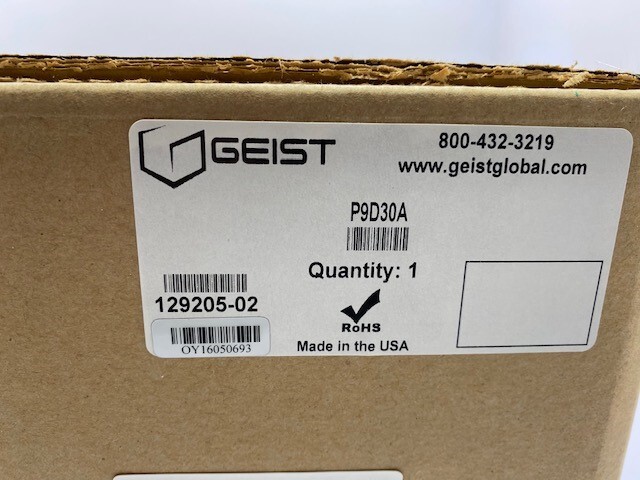 GEIST
800-432-3219
www.geistglobal.com
P9D30A
Quantity: 1
129205-02
RoHS
OY16050693
Made in the USA